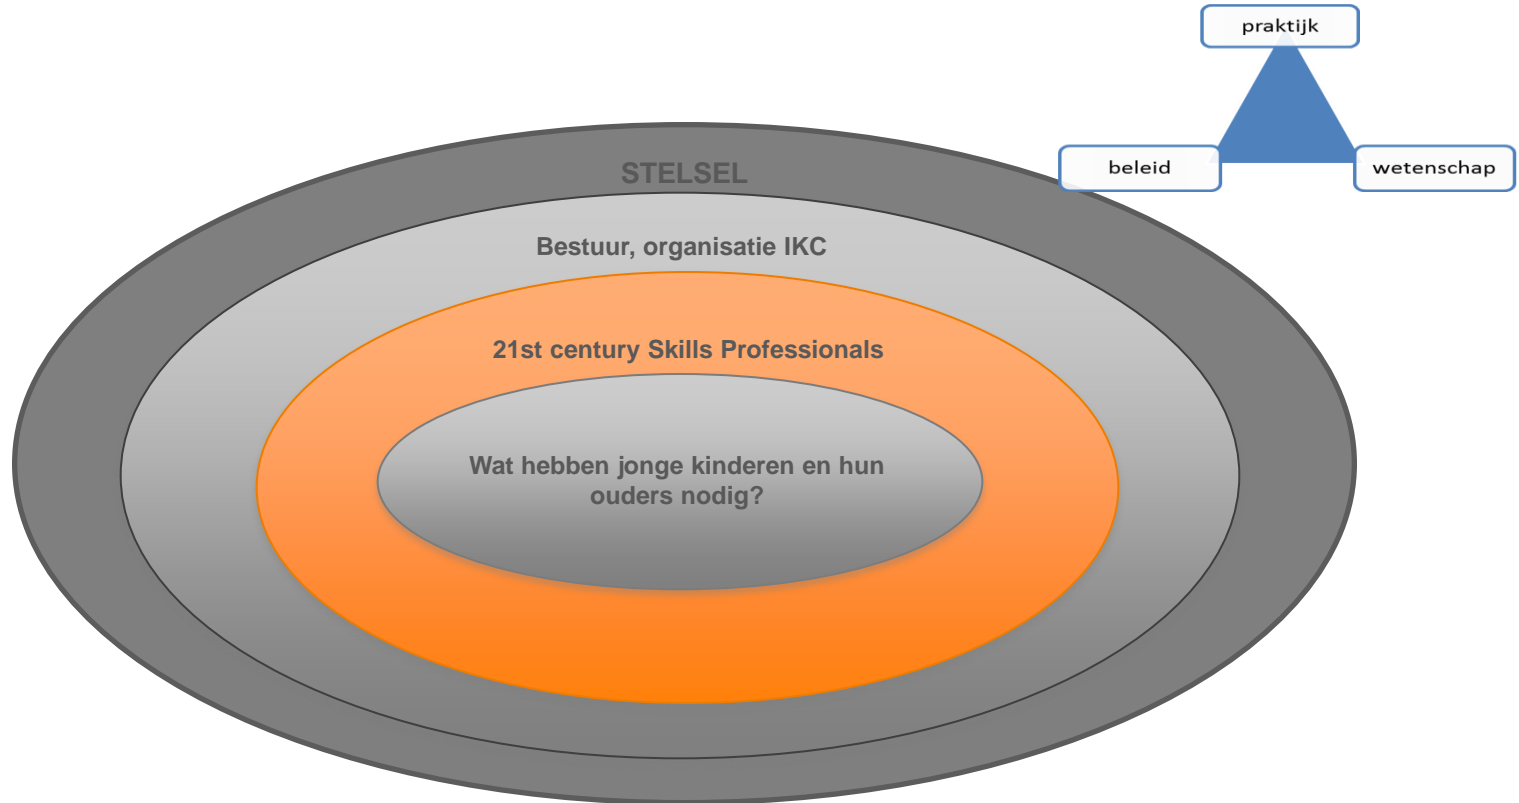 praktijk
beleid
wetenschap
STELSEL
Bestuur, organisatie IKC
21st century Skills Professionals
Wat hebben jonge kinderen en hun
ouders nodig?